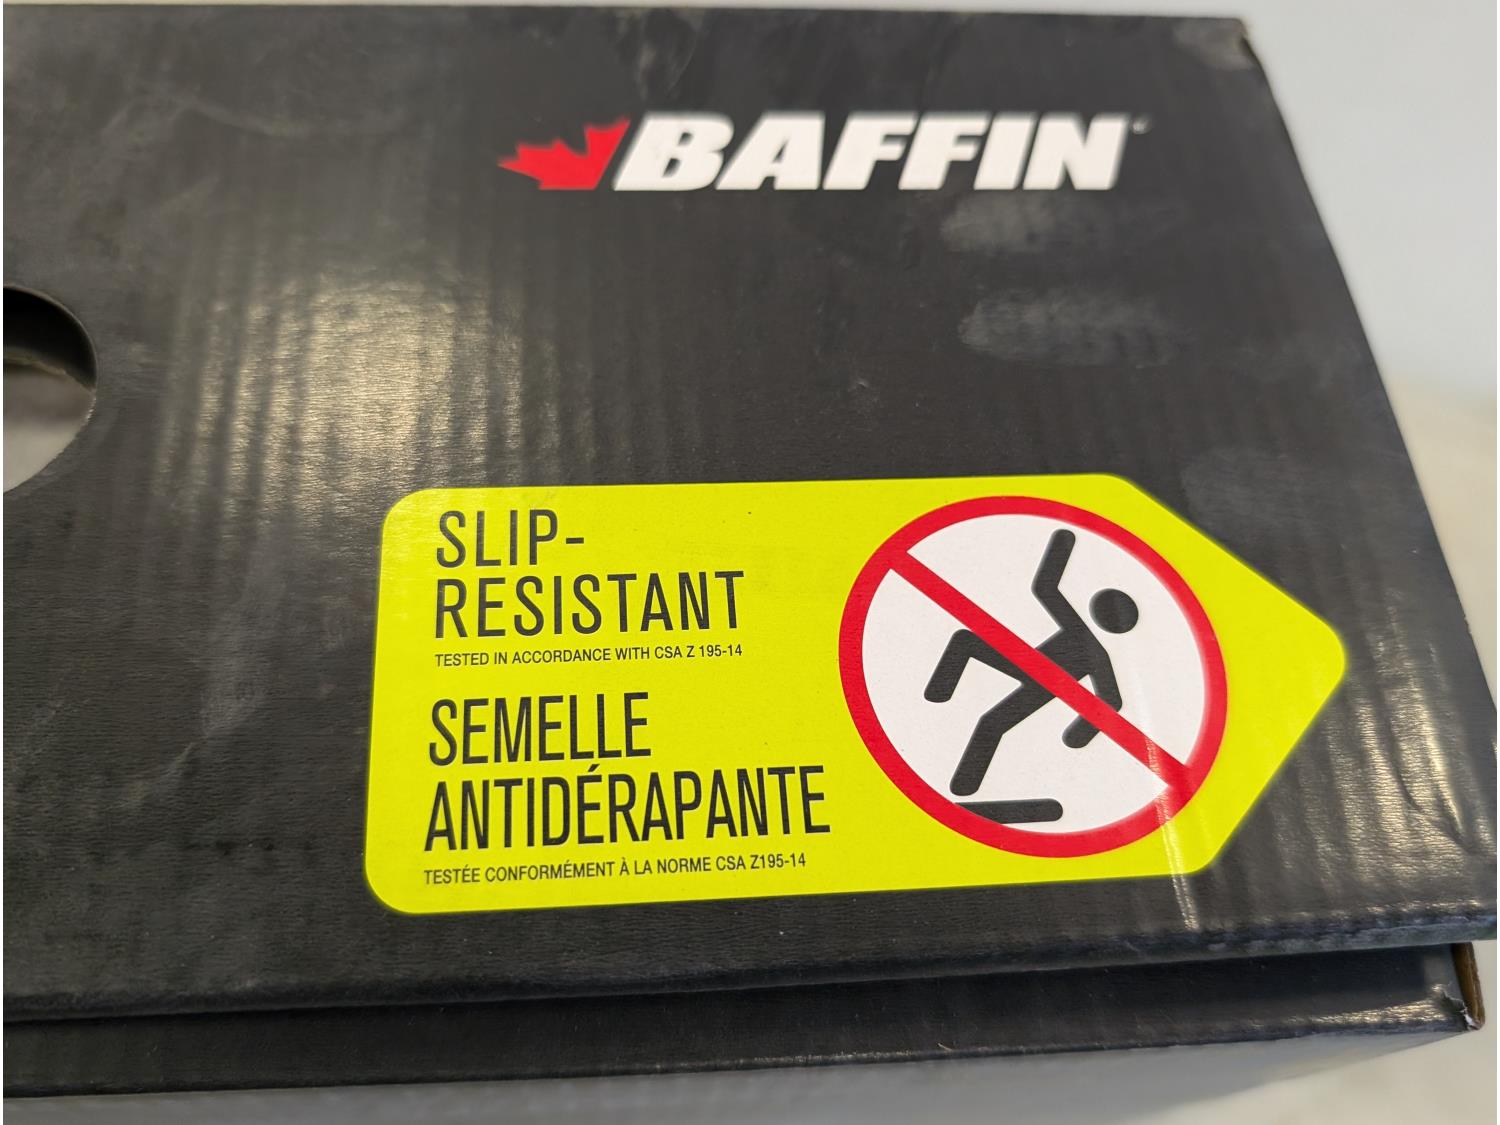 BAFFIN
SLIP-
RESISTANT
TESTED IN ACCORDANCE WITH CSA Z 195-14
SEMELLE
ANTIDÉRAPANTE
TESTÉE CONFORMÉMENT À LA NORME CSA Z195-14